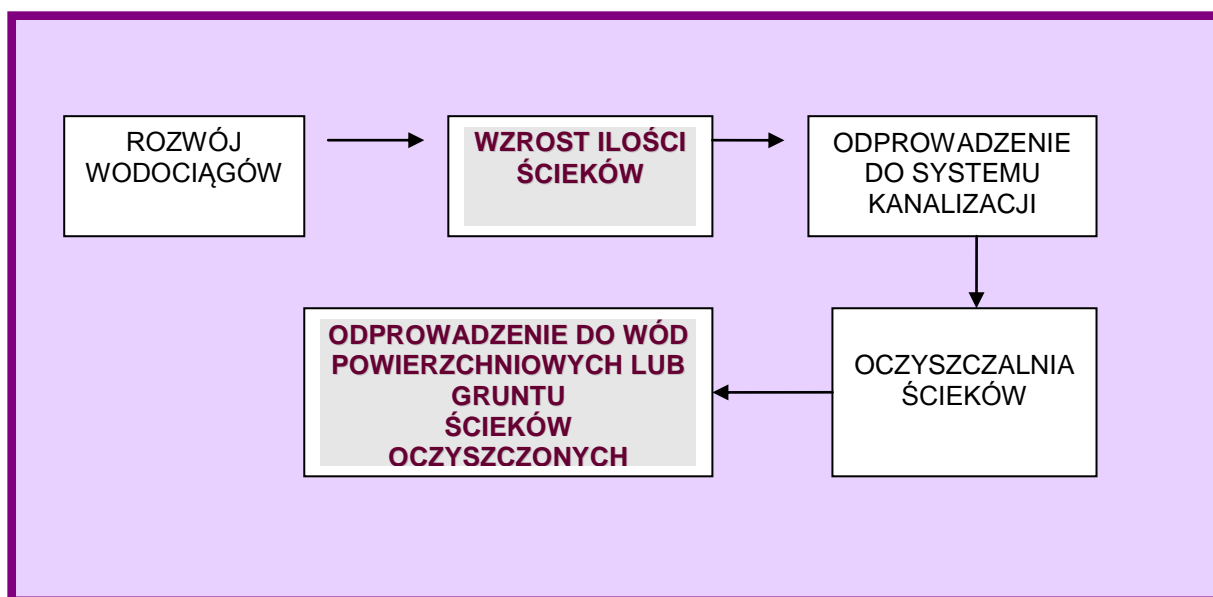 ROZWÓJ
WODOCIĄGÓW
WZROST ILOŚCI
ŚCIEKÓW
ODPROWADZENIE
DO SYSTEMU
KANALIZACJI
OCZYSZCZALNIA
ŚCIEKÓW
ODPROWADZENIE DO WÓD
POWIERZCHNIOWYCH LUB
GRUNTU
ŚCIEKÓW
OCZYSZCZONYCH